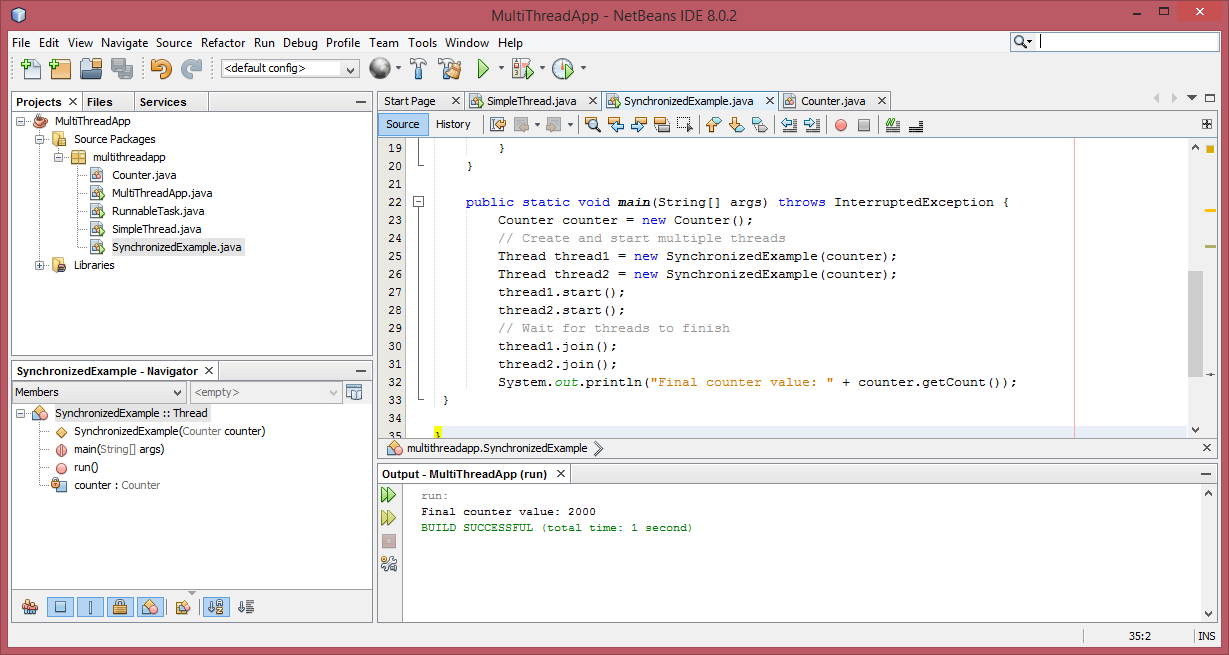 MultiThreadApp - NetBeans IDE 8.0.2
File Edit View Navigate Source Refactor Run Debug Profile Team Tools Window Help
<default config>
Projects Files Services
MultiThreadApp
Source Packages
multithreadapp
Counter.java
MultiThreadApp.java
RunnableTask.java
SimpleThread.java
SynchronizedExample.java
Libraries
SynchronizedExample - Navigator
Members <empty>
SynchronizedExample :: Thread
SynchronizedExample(Counter counter)
main(String[] args)
run()
counter : Counter
Start Page SimpleThread.java SynchronizedExample.java Counter.java
Source History
19 }
20 }
21
22 public static void main(String[] args) throws InterruptedException {
23 Counter counter = new Counter();
24 // Create and start multiple threads
25 Thread thread1 = new SynchronizedExample(counter);
26 Thread thread2 = new SynchronizedExample(counter);
27 thread1.start();
28 thread2.start();
29 // Wait for threads to finish
30 thread1.join();
31 thread2.join();
32 System.out.println("Final counter value: " + counter.getCount());
33 }
34
35 }
multithreadapp.SynchronizedExample
Output - MultiThreadApp (run)
run:
Final counter value: 2000
BUILD SUCCESSFUL (total time: 1 second)
35:2 INS